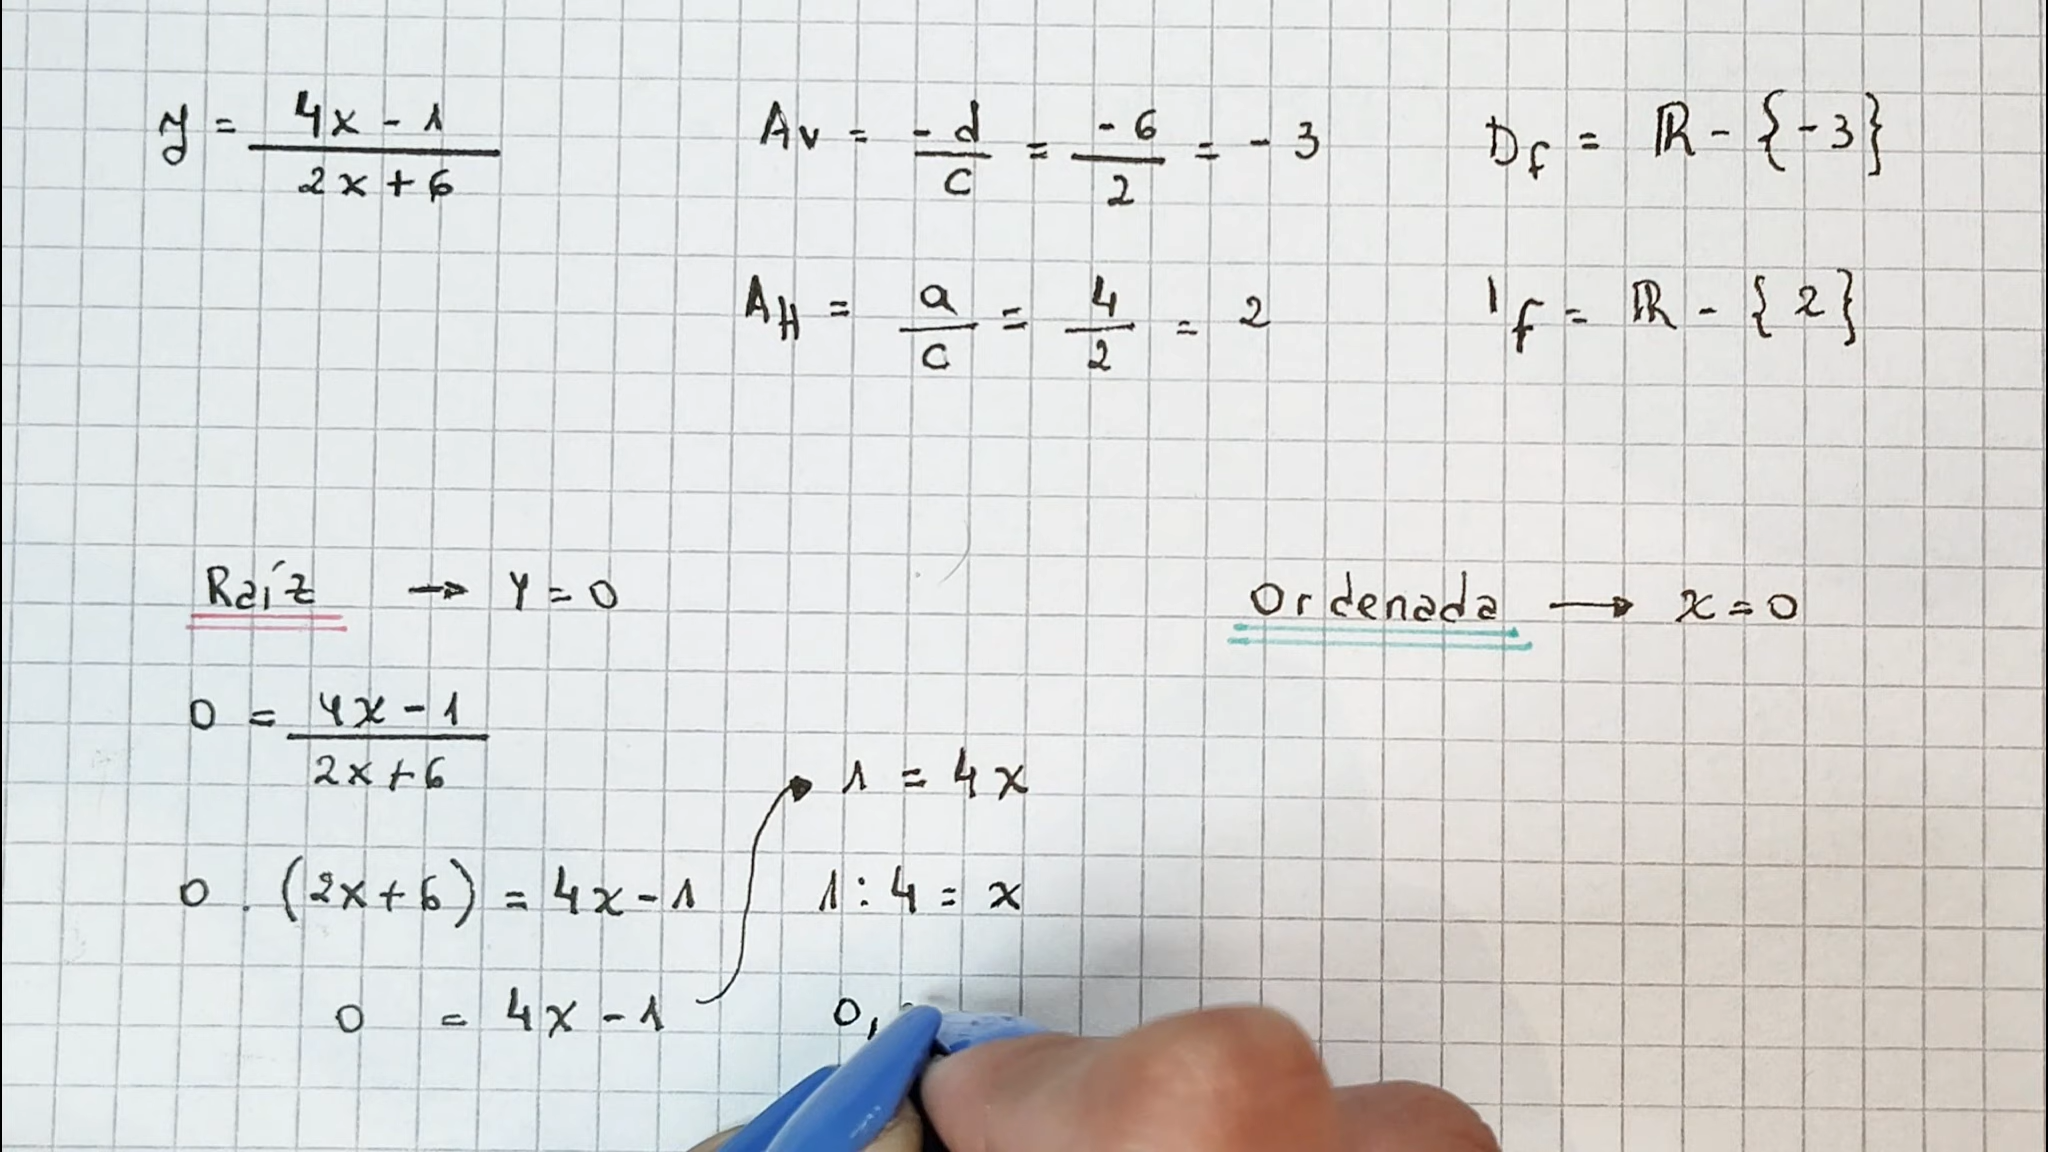 y = 4x - 1 / 2x + 6
Av = -d / c = -6 / 2 = -3
Df = ℝ - {-3}
AH = a / c = 4 / 2 = 2
If = ℝ - {2}
Raíz → Y = 0
Ordenada → x = 0
0 = 4x - 1 / 2x + 6
0 . (2x + 6) = 4x - 1
0 = 4x - 1
1 = 4x
1 : 4 = x
0,